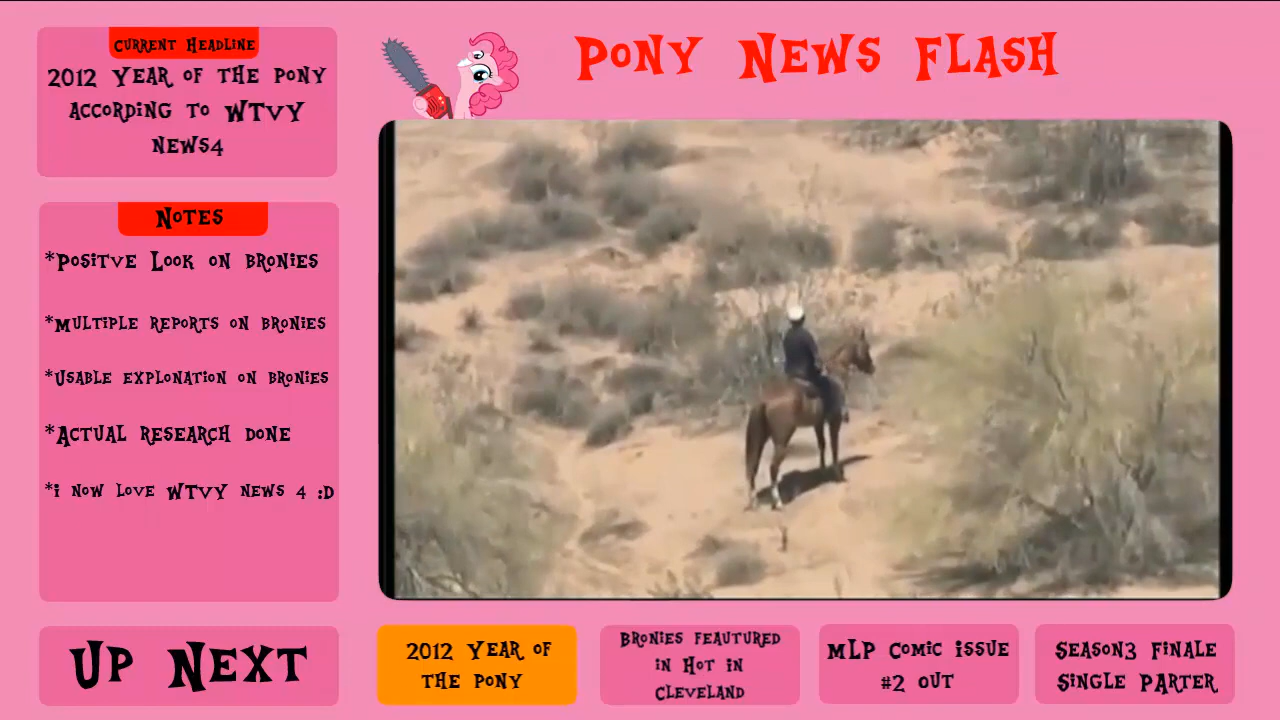 Current Headline
2012 Year of the Pony
according to WTVY
news4
Pony News Flash
Notes
*Positve Look on bronies
*Multiple reports on bronies
*Usable explonation on bronies
*Actual research done
*i now love WTVY news 4 :D
Up Next
2012 Year of
the pony
Bronies feautured
in Hot in
Cleveland
MLP Comic issue
#2 out
Season3 Finale
Single Parter